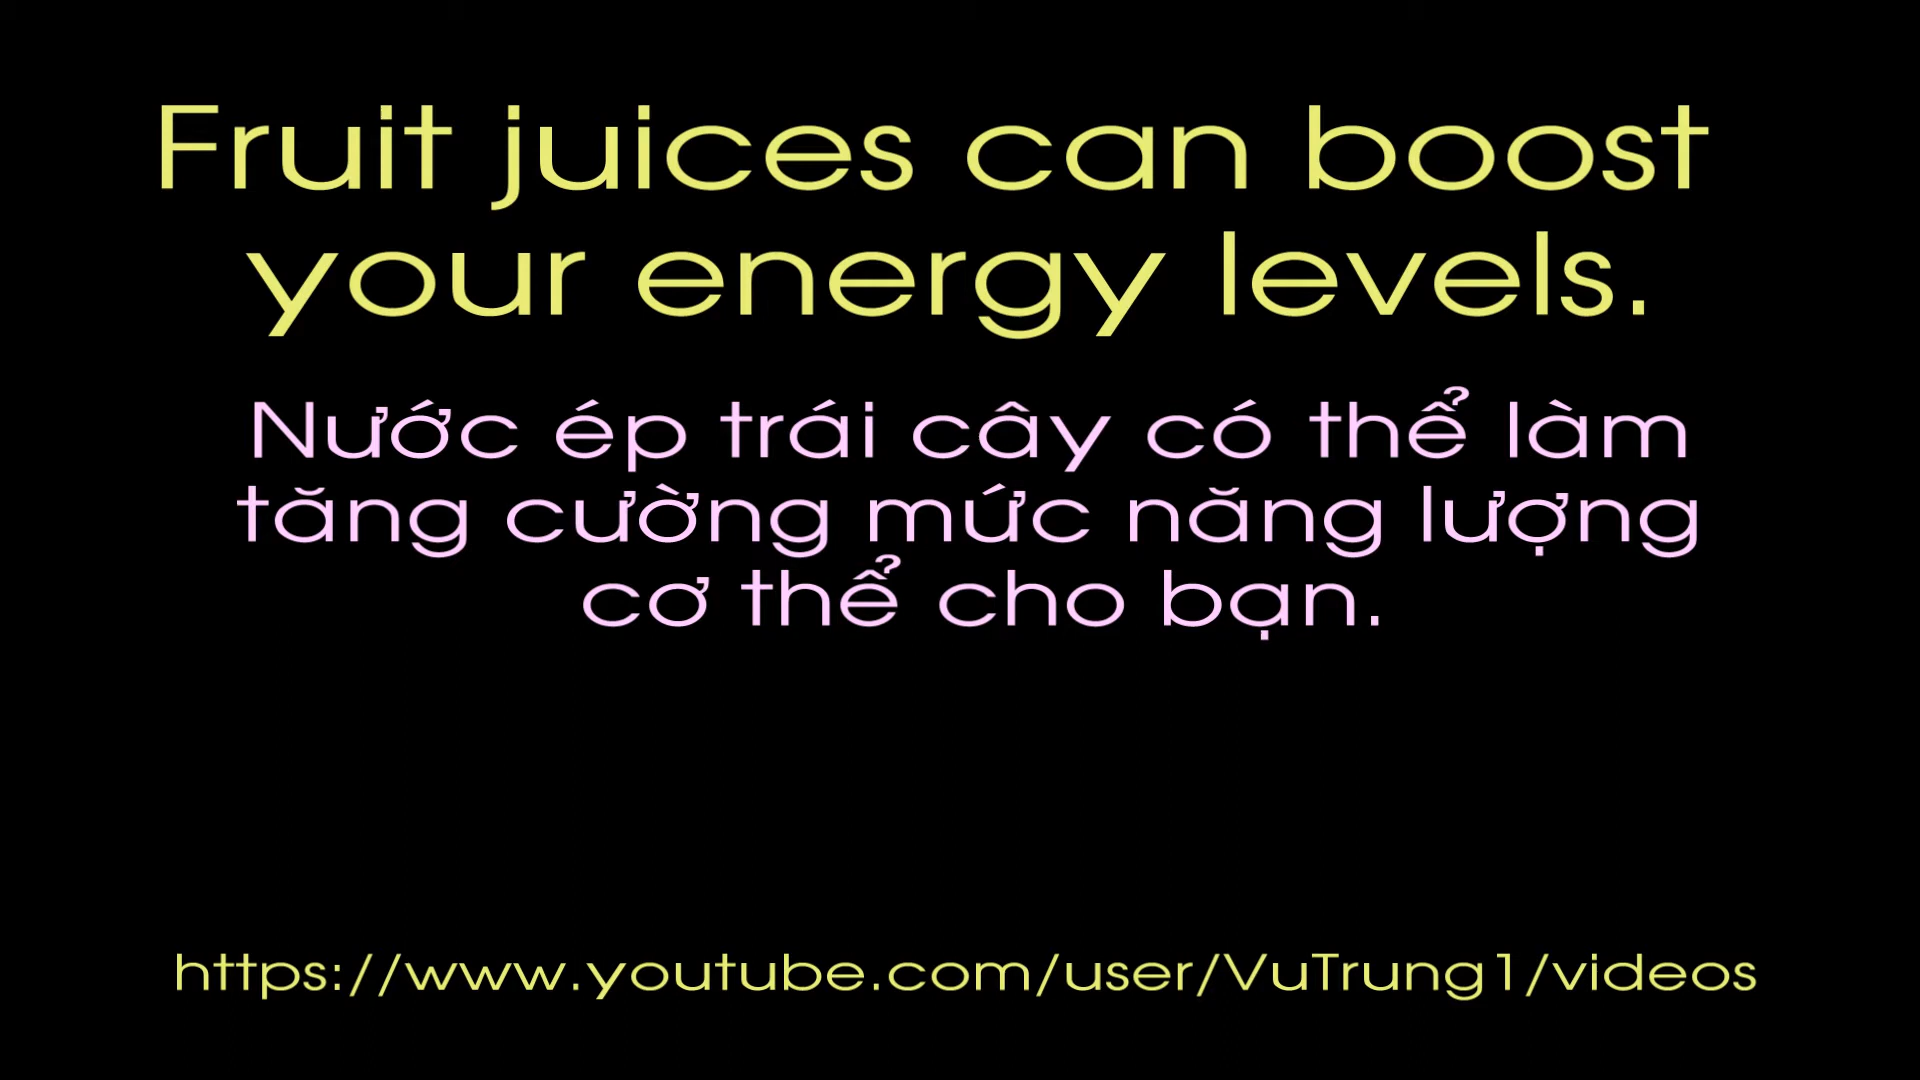 Fruit juices can boost
your energy levels.
Nước ép trái cây có thể làm
tăng cường mức năng lượng
cơ thể cho bạn.
https://www.youtube.com/user/VuTrung1/videos